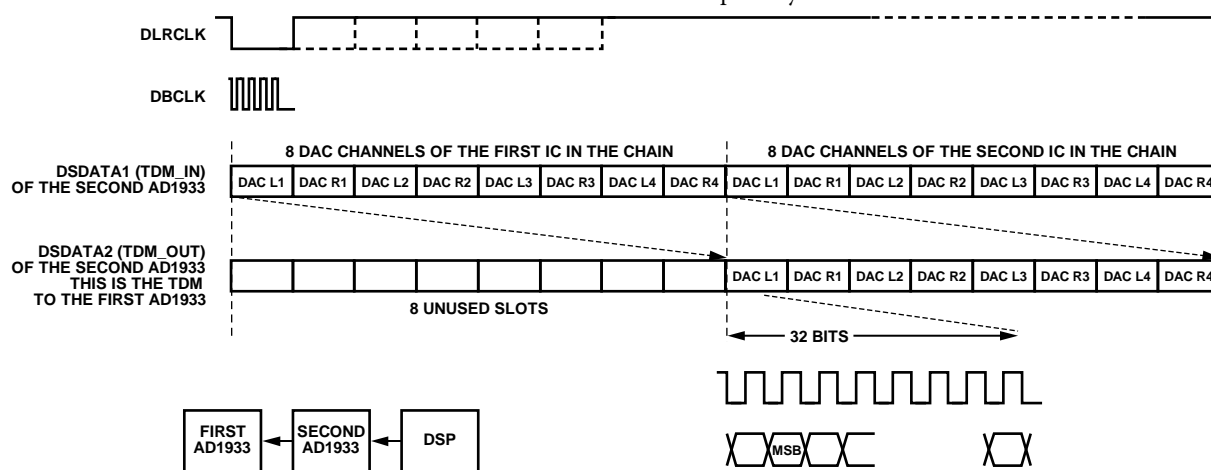 DLRCLK
DBCLK
8 DAC CHANNELS OF THE FIRST IC IN THE CHAIN
8 DAC CHANNELS OF THE SECOND IC IN THE CHAIN
DSDATA1 (TDM_IN)
OF THE SECOND AD1933
DAC L1 DAC R1 DAC L2 DAC R2 DAC L3 DAC R3 DAC L4 DAC R4 DAC L1 DAC R1 DAC L2 DAC R2 DAC L3 DAC R3 DAC L4 DAC R4
DSDATA2 (TDM_OUT)
OF THE SECOND AD1933
THIS IS THE TDM
TO THE FIRST AD1933
DAC L1 DAC R1 DAC L2 DAC R2 DAC L3 DAC R3 DAC L4 DAC R4
8 UNUSED SLOTS
32 BITS
FIRST
AD1933
SECOND
AD1933
DSP
MSB